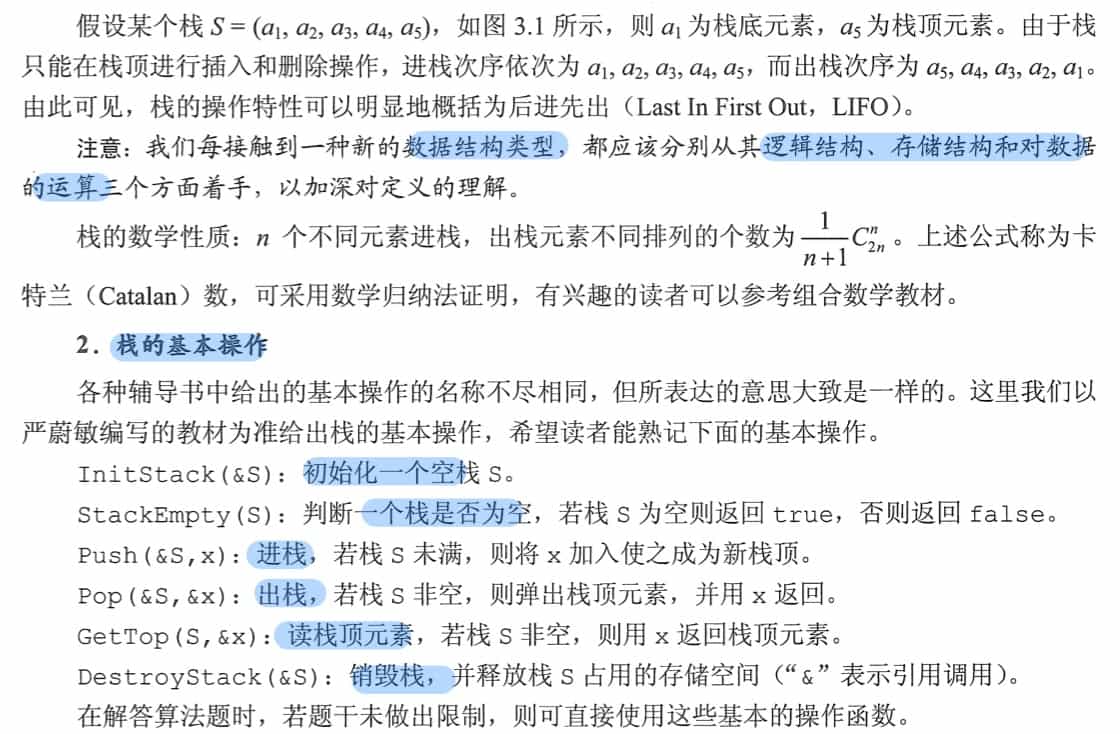 假设某个栈 S = (a₁, a₂, a₃, a₄, a₅)，如图 3.1 所示，则 a₁ 为栈底元素，a₅ 为栈顶元素。由于栈
只能在栈顶进行插入和删除操作，进栈次序依次为 a₁, a₂, a₃, a₄, a₅，而出栈次序为 a₅, a₄, a₃, a₂, a₁。
由此可见，栈的操作特性可以明显地概括为后进先出（Last In First Out，LIFO）。
注意：我们每接触到一种新的数据结构类型，都应该分别从其逻辑结构、存储结构和对数据
的运算三个方面着手，以加深对定义的理解。
栈的数学性质：n 个不同元素进栈，出栈元素不同排列的个数为 $\frac{1}{n+1}C_{2n}^{n}$。上述公式称为卡
特兰（Catalan）数，可采用数学归纳法证明，有兴趣的读者可以参考组合数学教材。
2．栈的基本操作
各种辅导书中给出的基本操作的名称不尽相同，但所表达的意思大致是一样的。这里我们以
严蔚敏编写的教材为准给出栈的基本操作，希望读者能熟记下面的基本操作。
InitStack(&S)：初始化一个空栈 S。
StackEmpty(S)：判断一个栈是否为空，若栈 S 为空则返回 true，否则返回 false。
Push(&S,x)：进栈，若栈 S 未满，则将 x 加入使之成为新栈顶。
Pop(&S,&x)：出栈，若栈 S 非空，则弹出栈顶元素，并用 x 返回。
GetTop(S,&x)：读栈顶元素，若栈 S 非空，则用 x 返回栈顶元素。
DestroyStack(&S)：销毁栈，并释放栈 S 占用的存储空间（“&”表示引用调用）。
在解答算法题时，若题干未做出限制，则可直接使用这些基本的操作函数。